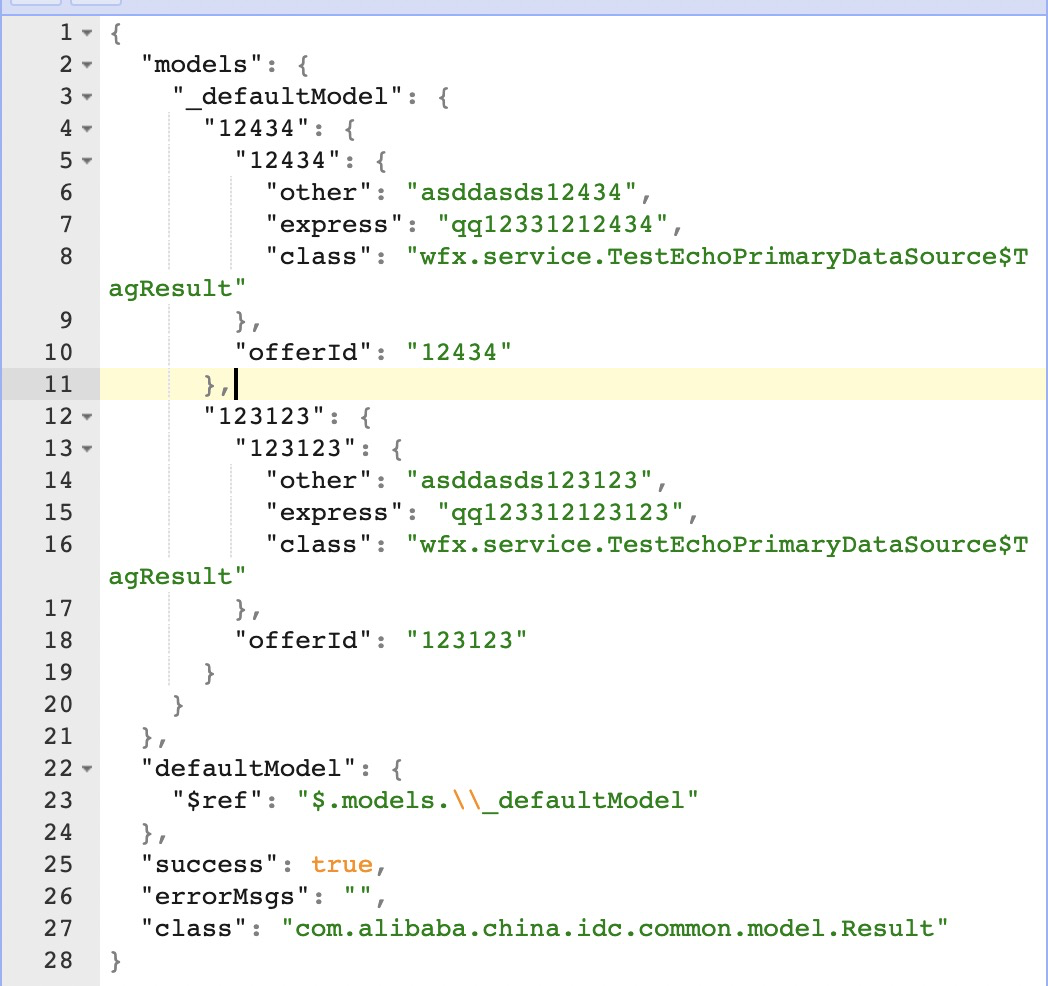 1 {
2 "models": {
3 "_defaultModel": {
4 "12434": {
5 "12434": {
6 "other": "asddasds12434",
7 "express": "qq12331212434",
8 "class": "wfx.service.TestEchoPrimaryDataSource$T
agResult"
9 },
10 "offerId": "12434"
11 },
12 "123123": {
13 "123123": {
14 "other": "asddasds123123",
15 "express": "qq123312123123",
16 "class": "wfx.service.TestEchoPrimaryDataSource$T
agResult"
17 },
18 "offerId": "123123"
19 }
20 }
21 },
22 "defaultModel": {
23 "$ref": "$.models.\\_defaultModel"
24 },
25 "success": true,
26 "errorMsgs": "",
27 "class": "com.alibaba.china.idc.common.model.Result"
28 }